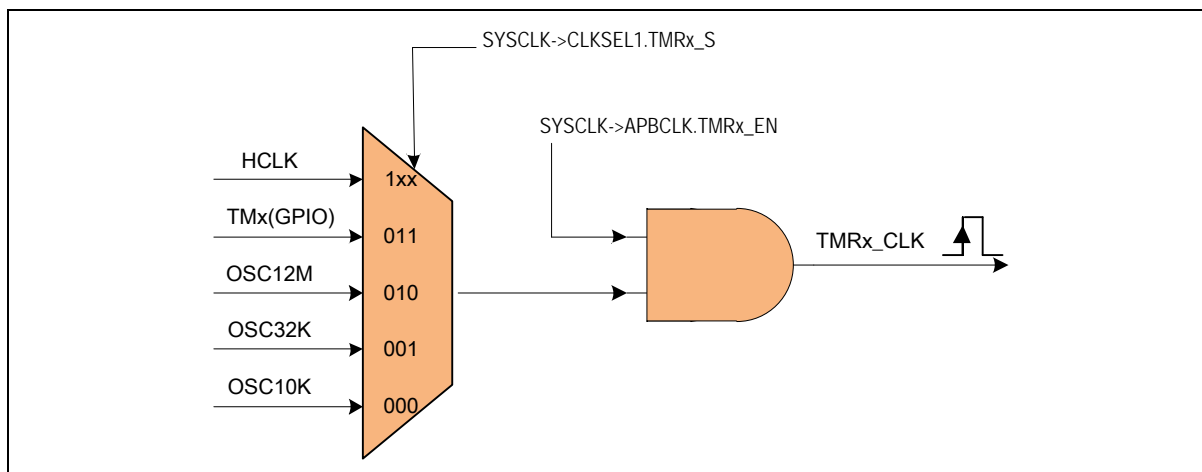 SYSCLK->CLKSEL1.TMRx_S
SYSCLK->APBCLK.TMRx_EN
HCLK
1xx
TMx(GPIO)
011
TMRx_CLK
OSC12M
010
OSC32K
001
OSC10K
000